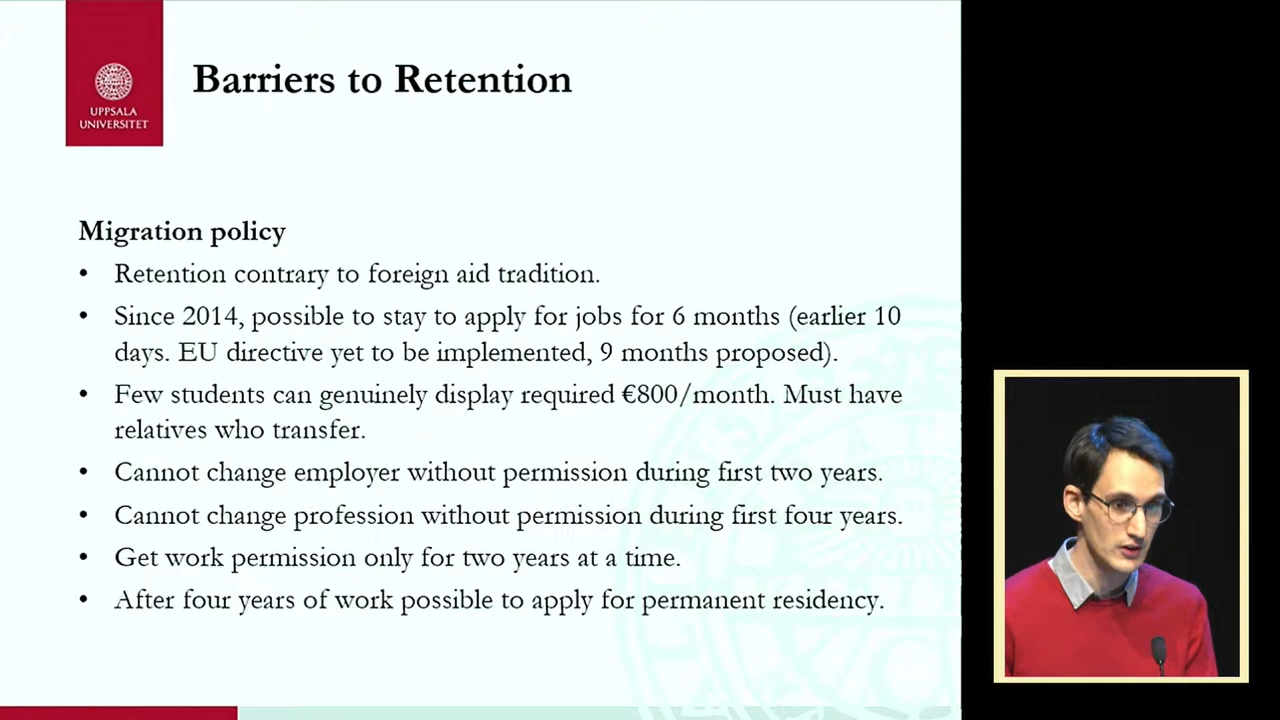 Barriers to Retention
UPPSALA
UNIVERSITET
Migration policy
• Retention contrary to foreign aid tradition.
• Since 2014, possible to stay to apply for jobs for 6 months (earlier 10
days. EU directive yet to be implemented, 9 months proposed).
• Few students can genuinely display required €800/month. Must have
relatives who transfer.
• Cannot change employer without permission during first two years.
• Cannot change profession without permission during first four years.
• Get work permission only for two years at a time.
• After four years of work possible to apply for permanent residency.